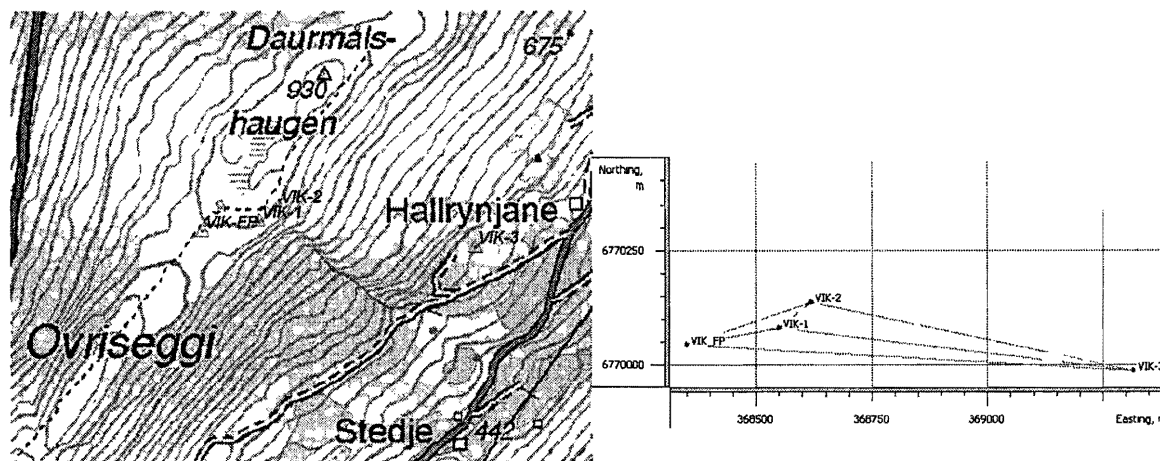 Daurmåls-
675
930
haugen
VIK-2
VIK-FP
VIK-1
Hallrynjane
VIK-3
Ovriseggi
Stedje
442
Northing,
m
6770250
VIK-2
VIK-1
VIK_FP
6770000
368500
368750
369000
Easting,